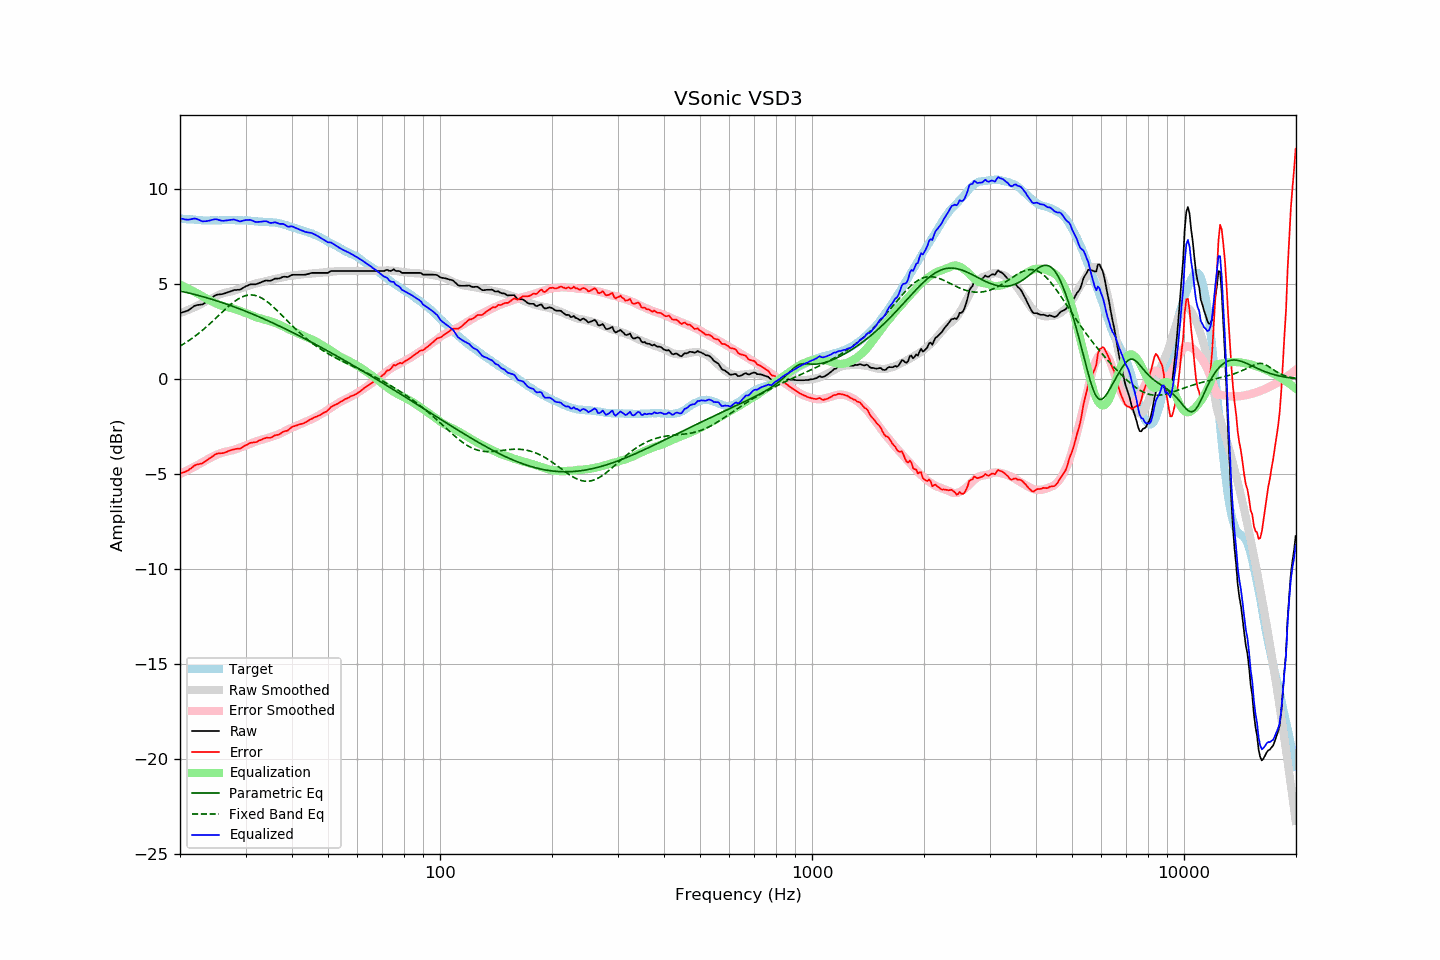 VSonic VSD3
Amplitude (dBr)
10
5
0
−5
−10
−15
−20
−25
Target
Raw Smoothed
Error Smoothed
Raw
Error
Equalization
Parametric Eq
Fixed Band Eq
Equalized
100
1000
10000
Frequency (Hz)